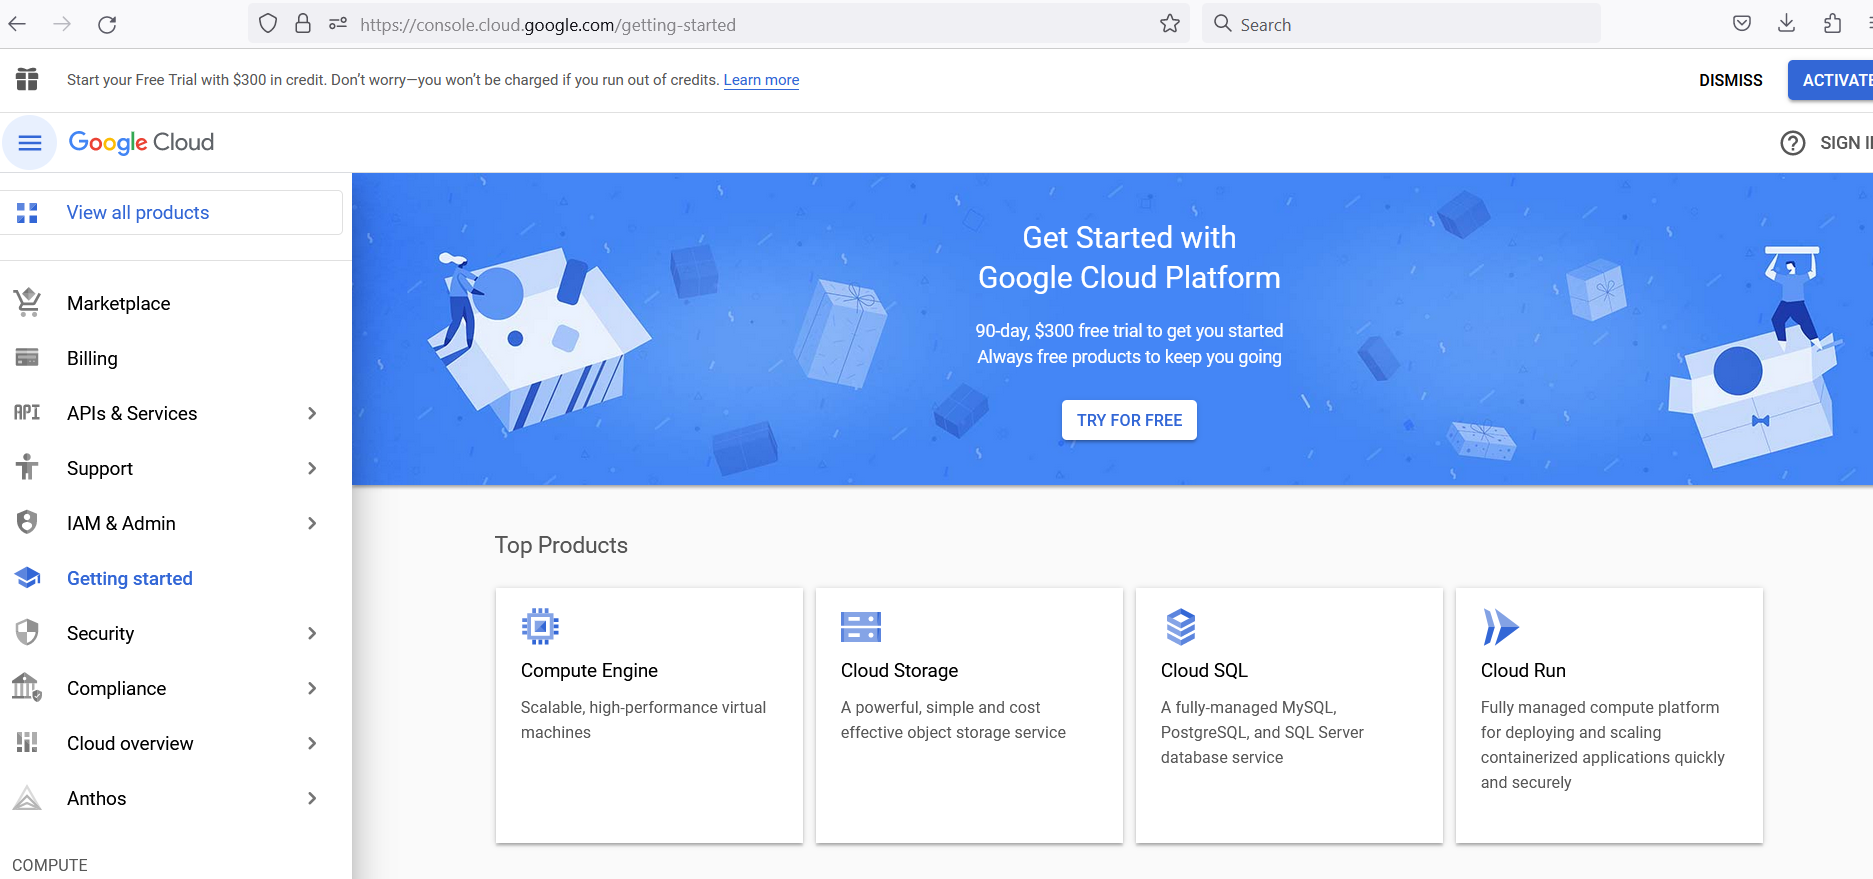 https://console.cloud.google.com/getting-started
Search
Start your Free Trial with $300 in credit. Don’t worry—you won’t be charged if you run out of credits. Learn more
DISMISS
ACTIVATE
Google Cloud
SIGN I
View all products
Marketplace
Billing
API
APIs & Services
Support
IAM & Admin
Getting started
Security
Compliance
Cloud overview
Anthos
COMPUTE
Get Started with
Google Cloud Platform
90-day, $300 free trial to get you started
Always free products to keep you going
TRY FOR FREE
Top Products
Compute Engine
Scalable, high-performance virtual
machines
Cloud Storage
A powerful, simple and cost
effective object storage service
Cloud SQL
A fully-managed MySQL,
PostgreSQL, and SQL Server
database service
Cloud Run
Fully managed compute platform
for deploying and scaling
containerized applications quickly
and securely